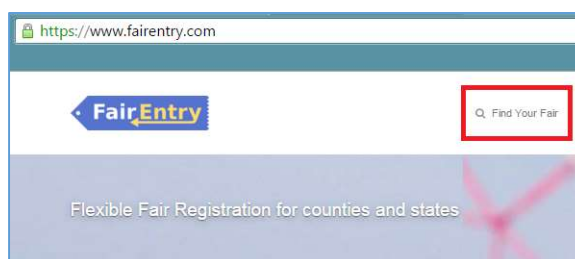 https://www.fairentry.com
FairEntry
Find Your Fair
Flexible Fair Registration for counties and states